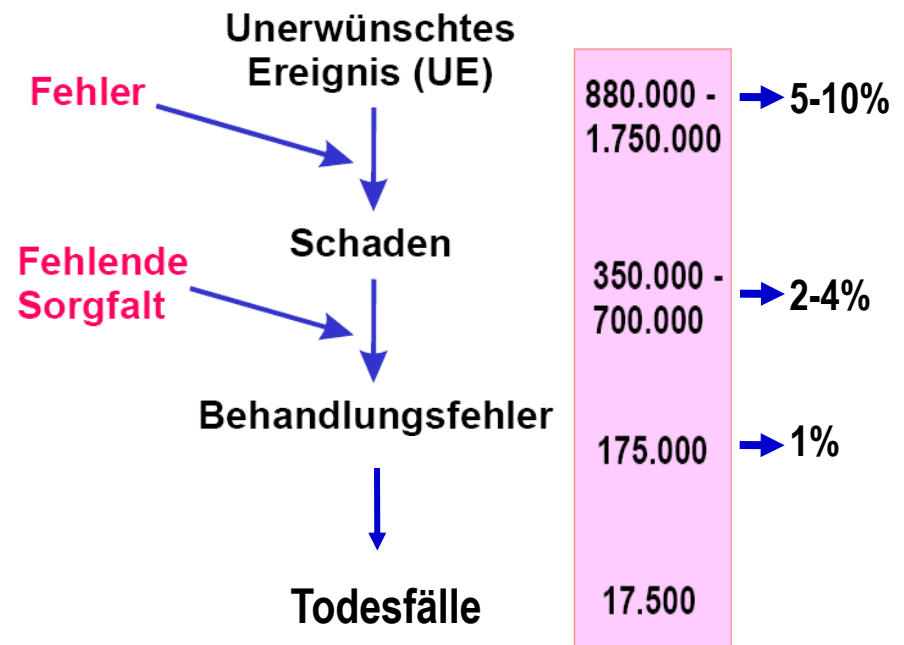 Unerwünschtes
Ereignis (UE)
Fehler
880.000 -
1.750.000
5-10%
Schaden
Fehlende
Sorgfalt
350.000 -
700.000
2-4%
Behandlungsfehler
175.000
1%
Todesfälle
17.500